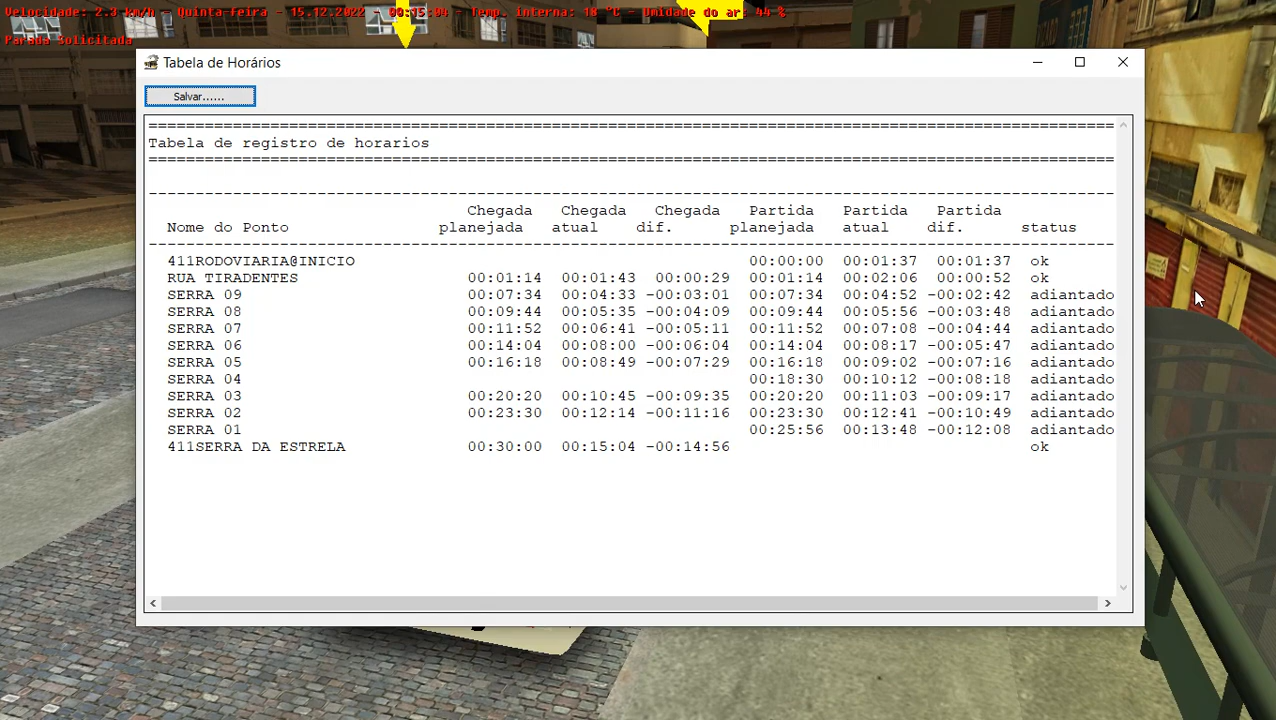 Velocidade: 2.3 km/h - Quinta-feira - 15.12.2022 - 00:15:04 - Temp. interna: 18 °C - Umidade do ar: 44 %
Parada Solicitada
Tabela de Horários
Salvar......
================================================================================
Tabela de registro de horarios
================================================================================
--------------------------------------------------------------------------------
Chegada Chegada Chegada Partida Partida Partida
Nome do Ponto planejada atual dif. planejada atual dif. status
--------------------------------------------------------------------------------
411RODOVIARIA@INICIO 00:00:00 00:01:37 00:01:37 ok
RUA TIRADENTES 00:01:14 00:01:43 00:00:29 00:01:14 00:02:06 00:00:52 ok
SERRA 09 00:07:34 00:04:33 -00:03:01 00:07:34 00:04:52 -00:02:42 adiantado
SERRA 08 00:09:44 00:05:35 -00:04:09 00:09:44 00:05:56 -00:03:48 adiantado
SERRA 07 00:11:52 00:06:41 -00:05:11 00:11:52 00:07:08 -00:04:44 adiantado
SERRA 06 00:14:04 00:08:00 -00:06:04 00:14:04 00:08:17 -00:05:47 adiantado
SERRA 05 00:16:18 00:08:49 -00:07:29 00:16:18 00:09:02 -00:07:16 adiantado
SERRA 04 00:18:30 00:10:12 -00:08:18 adiantado
SERRA 03 00:20:20 00:10:45 -00:09:35 00:20:20 00:11:03 -00:09:17 adiantado
SERRA 02 00:23:30 00:12:14 -00:11:16 00:23:30 00:12:41 -00:10:49 adiantado
SERRA 01 00:25:56 00:13:48 -00:12:08 adiantado
411SERRA DA ESTRELA 00:30:00 00:15:04 -00:14:56 ok